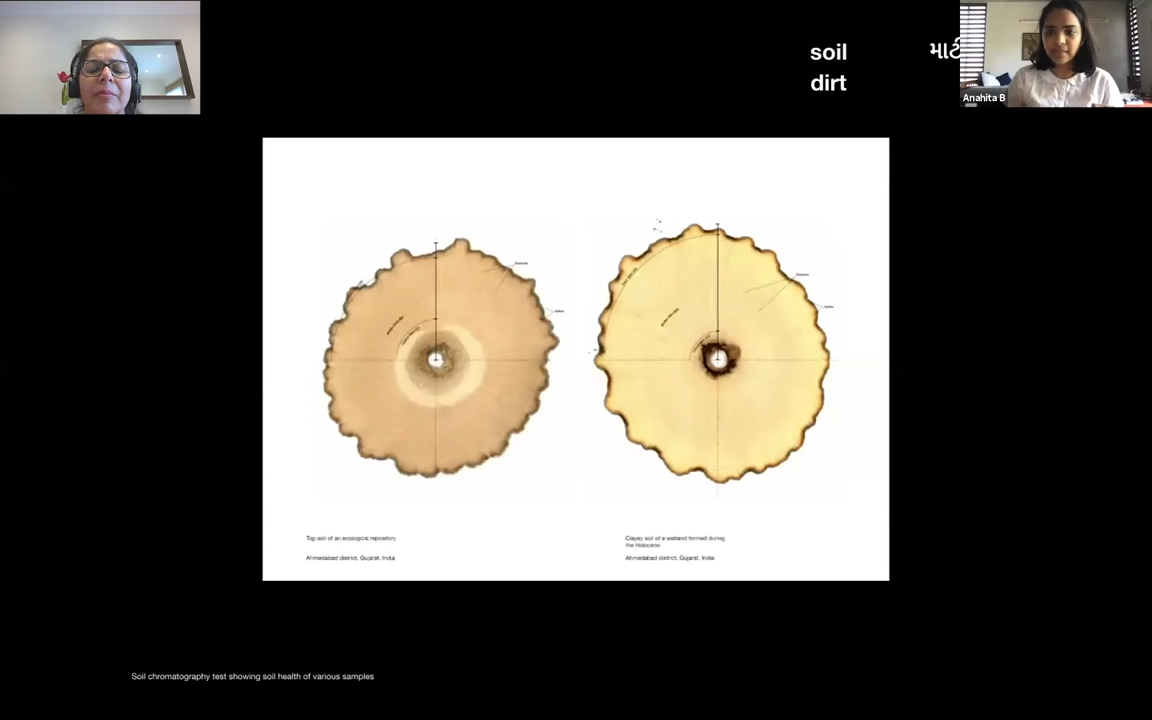 soil
dirt
Anahita B
Top soil of an ecological repository
Ahmedabad district, Gujarat, India
Clayey soil of a wetland formed during
the Holocene
Ahmedabad district, Gujarat, India
Soil chromatography test showing soil health of various samples